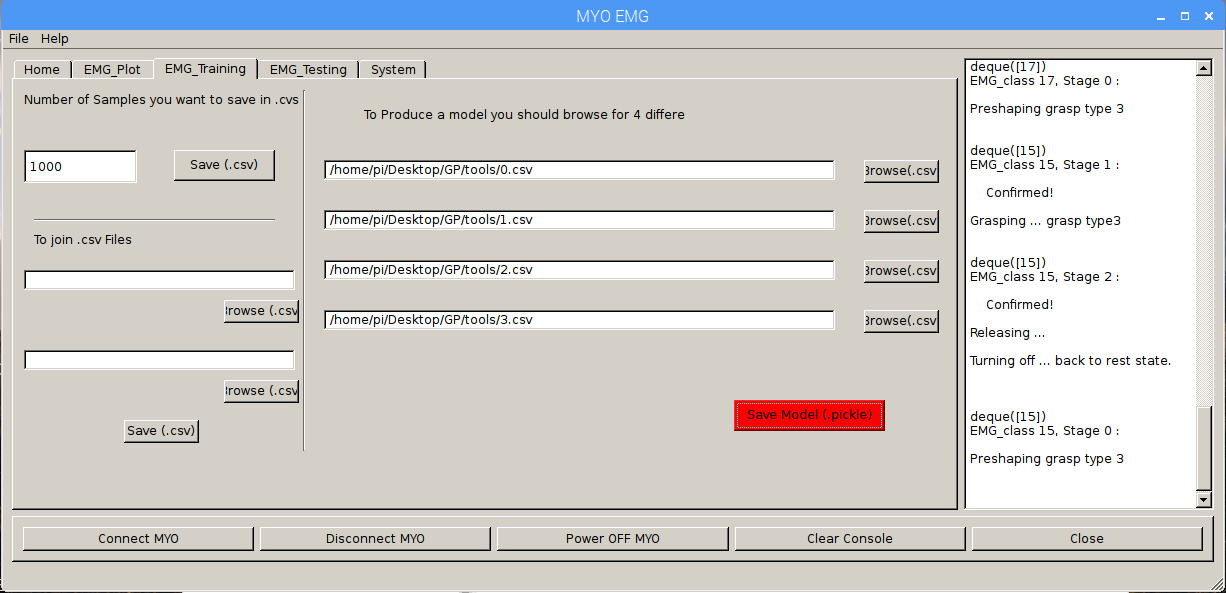 MYO EMG
File Help
Home EMG_Plot EMG_Training EMG_Testing System
Number of Samples you want to save in .cvs
1000
Save (.csv)
To join .csv Files
Browse (.csv
Browse (.csv
Save (.csv)
To Produce a model you should browse for 4 differe
/home/pi/Desktop/GP/tools/0.csv
Browse(.csv
/home/pi/Desktop/GP/tools/1.csv
Browse(.csv
/home/pi/Desktop/GP/tools/2.csv
Browse(.csv
/home/pi/Desktop/GP/tools/3.csv
Browse(.csv
Save Model (.pickle)
deque([17])
EMG_class 17, Stage 0 :
Preshaping grasp type 3
deque([15])
EMG_class 15, Stage 1 :
Confirmed!
Grasping ... grasp type3
deque([15])
EMG_class 15, Stage 2 :
Confirmed!
Releasing ...
Turning off ... back to rest state.
deque([15])
EMG_class 15, Stage 0 :
Preshaping grasp type 3
Connect MYO Disconnect MYO Power OFF MYO Clear Console Close